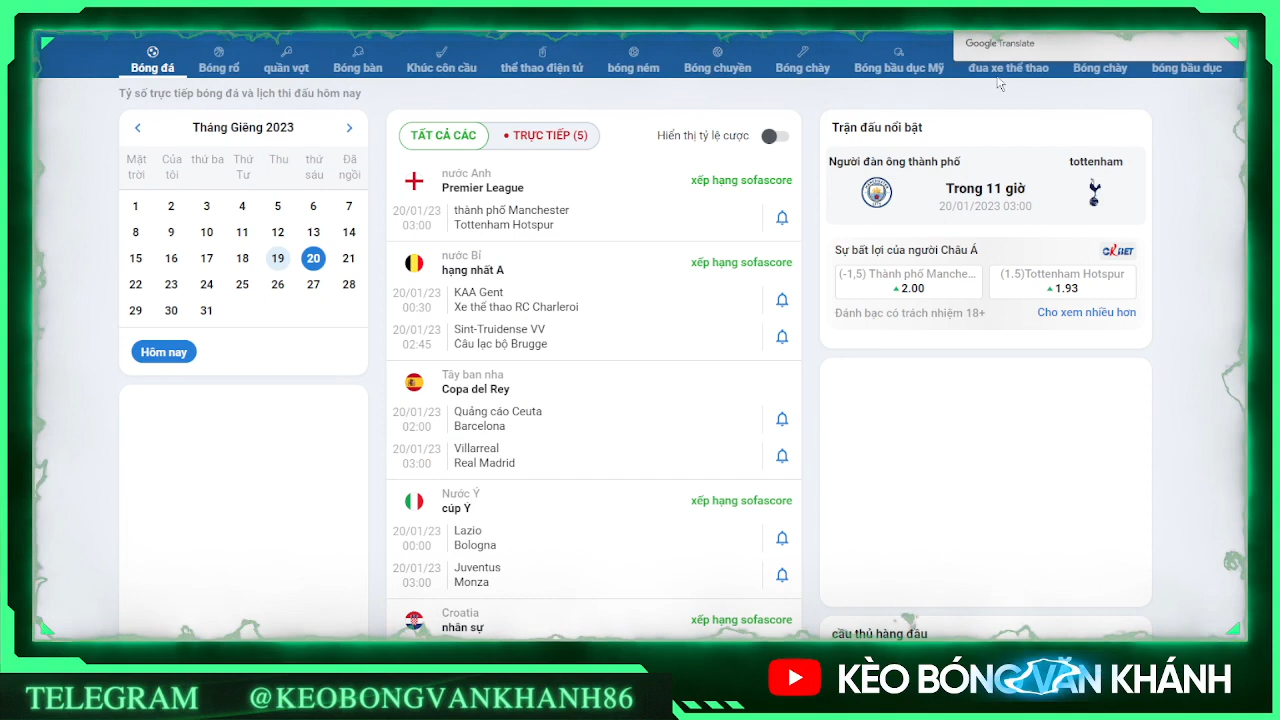 Google Translate
Bóng đá
Bóng rổ
quần vợt
Bóng bàn
Khúc côn cầu
thể thao điện tử
bóng ném
Bóng chuyền
Bóng chày
Bóng bầu dục Mỹ
đua xe thể thao
Bóng chày
bóng bầu dục
Tỷ số trực tiếp bóng đá và lịch thi đấu hôm nay
Tháng Giêng 2023
Mặt trời
Của tôi
thứ ba
Thứ Tư
Thu
thứ sáu
Đã ngồi
1 2 3 4 5 6 7
8 9 10 11 12 13 14
15 16 17 18 19 20 21
22 23 24 25 26 27 28
29 30 31
Hôm nay
TẤT CẢ CÁC
• TRỰC TIẾP (5)
Hiển thị tỷ lệ cược
nước Anh
Premier League
xếp hạng sofascore
20/01/23 thành phố Manchester
03:00 Tottenham Hotspur
nước Bỉ
hạng nhất A
xếp hạng sofascore
20/01/23 KAA Gent
00:30 Xe thể thao RC Charleroi
20/01/23 Sint-Truidense VV
02:45 Câu lạc bộ Brugge
Tây ban nha
Copa del Rey
20/01/23 Quảng cáo Ceuta
02:00 Barcelona
20/01/23 Villarreal
03:00 Real Madrid
Nước Ý
cúp Ý
xếp hạng sofascore
20/01/23 Lazio
00:00 Bologna
20/01/23 Juventus
03:00 Monza
Croatia
nhân sự
xếp hạng sofascore
Trận đấu nổi bật
Người đàn ông thành phố
tottenham
Trong 11 giờ
20/01/2023 03:00
Sự bất lợi của người Châu Á
(-1,5) Thành phố Manche...
2.00
(1.5)Tottenham Hotspur
1.93
Đánh bạc có trách nhiệm 18+
Cho xem nhiều hơn
cầu thủ hàng đầu
TELEGRAM @KEOBONGVANKHANH86
KÈO BÓNG VĂN KHÁNH